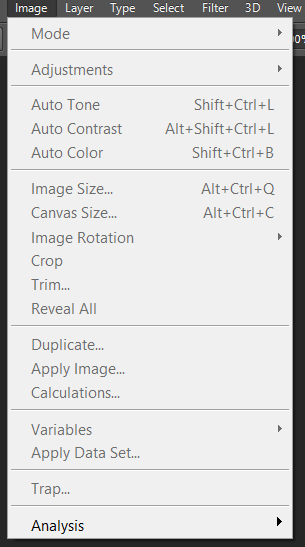 Image Layer Type Select Filter 3D View
Mode
Adjustments
Auto Tone Shift+Ctrl+L
Auto Contrast Alt+Shift+Ctrl+L
Auto Color Shift+Ctrl+B
Image Size... Alt+Ctrl+Q
Canvas Size... Alt+Ctrl+C
Image Rotation
Crop
Trim...
Reveal All
Duplicate...
Apply Image...
Calculations...
Variables
Apply Data Set...
Trap...
Analysis